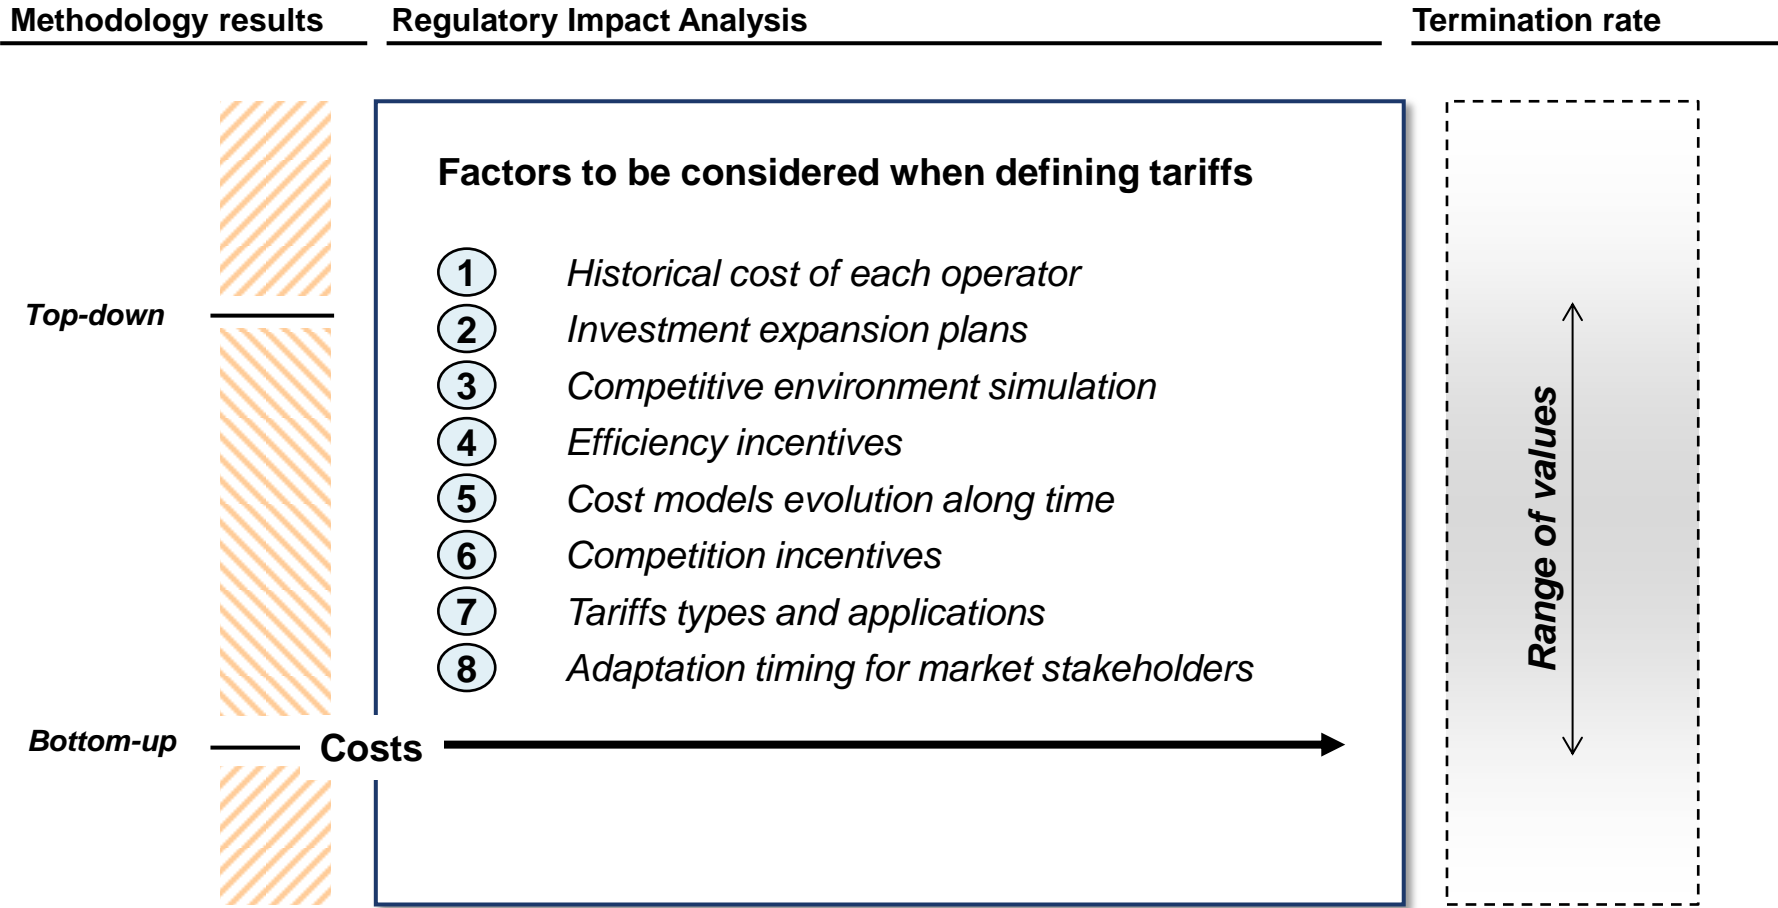 Methodology results
Regulatory Impact Analysis
Termination rate
Factors to be considered when defining tariffs
1 Historical cost of each operator
Top-down
2 Investment expansion plans
3 Competitive environment simulation
4 Efficiency incentives
5 Cost models evolution along time
6 Competition incentives
7 Tariffs types and applications
8 Adaptation timing for market stakeholders
Range of values
Bottom-up
Costs